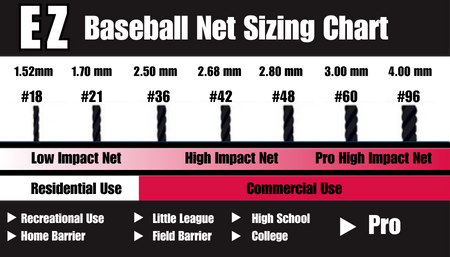 EZ Baseball Net Sizing Chart
1.52mm 1.70 mm 2.50 mm 2.68 mm 2.80 mm 3.00 mm 4.00 mm
#18 #21 #36 #42 #48 #60 #96
Low Impact Net High Impact Net Pro High Impact Net
Residential Use Commercial Use
Recreational Use Little League High School Pro
Home Barrier Field Barrier College